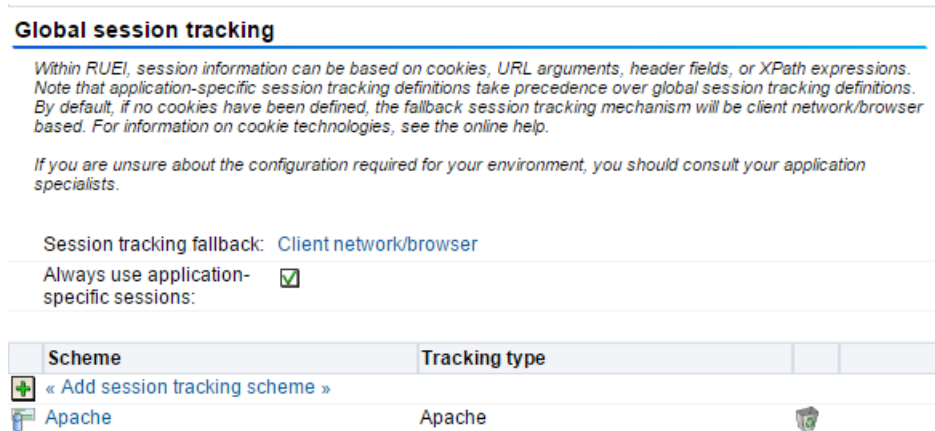 Global session tracking
Within RUEI, session information can be based on cookies, URL arguments, header fields, or XPath expressions.
Note that application-specific session tracking definitions take precedence over global session tracking definitions.
By default, if no cookies have been defined, the fallback session tracking mechanism will be client network/browser
based. For information on cookie technologies, see the online help.
If you are unsure about the configuration required for your environment, you should consult your application
specialists.
Session tracking fallback: Client network/browser
Always use application-
specific sessions:
Scheme Tracking type
« Add session tracking scheme »
Apache Apache